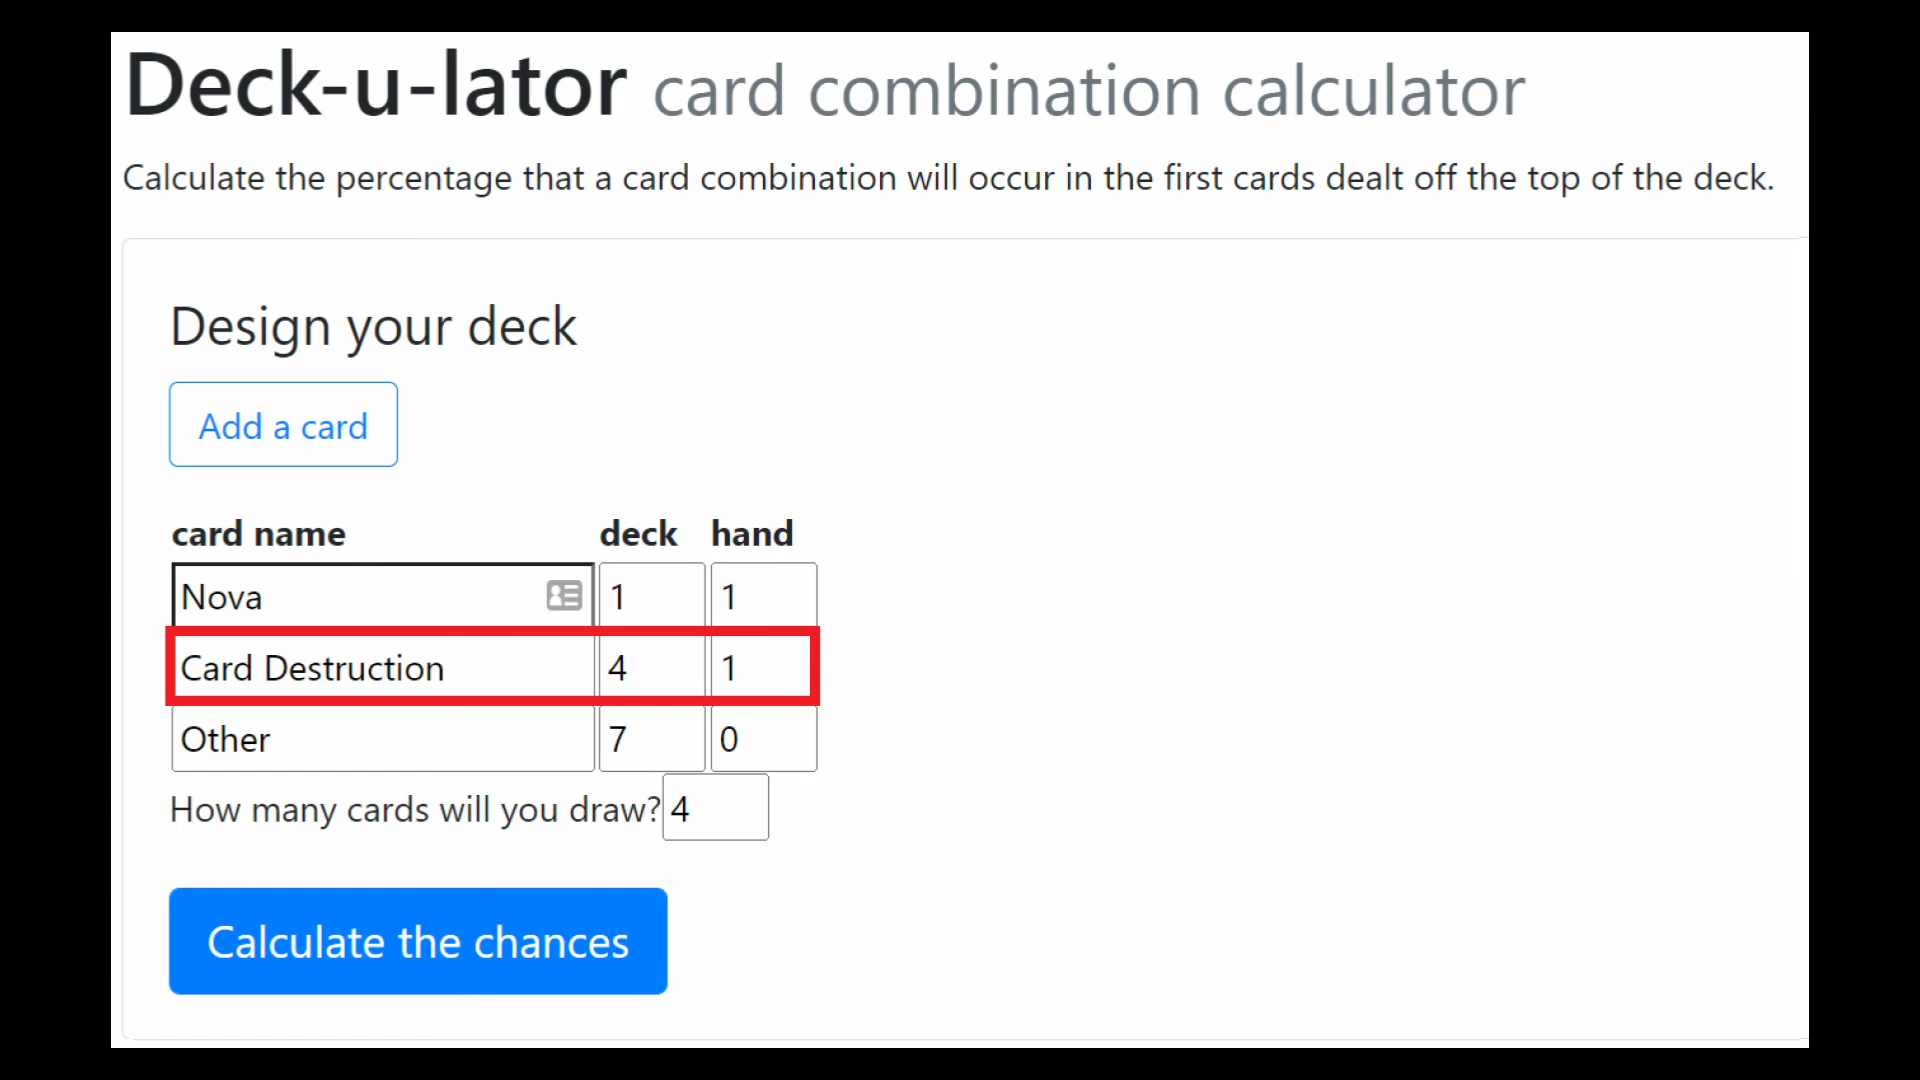 Deck-u-lator card combination calculator
Calculate the percentage that a card combination will occur in the first cards dealt off the top of the deck.
Design your deck
Add a card
card name deck hand
Nova 1 1
Card Destruction 4 1
Other 7 0
How many cards will you draw? 4
Calculate the chances